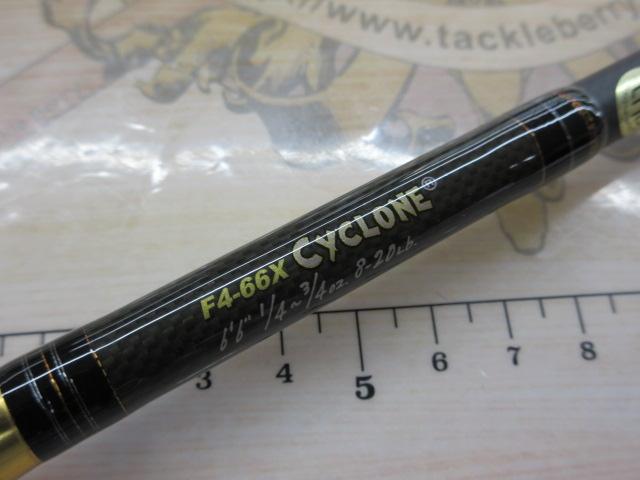 www.tackleberry
F4-66X CYCLONE®
6'6" 1/4~3/4oz. 8-20Lb.
3 4 5 6 7 8